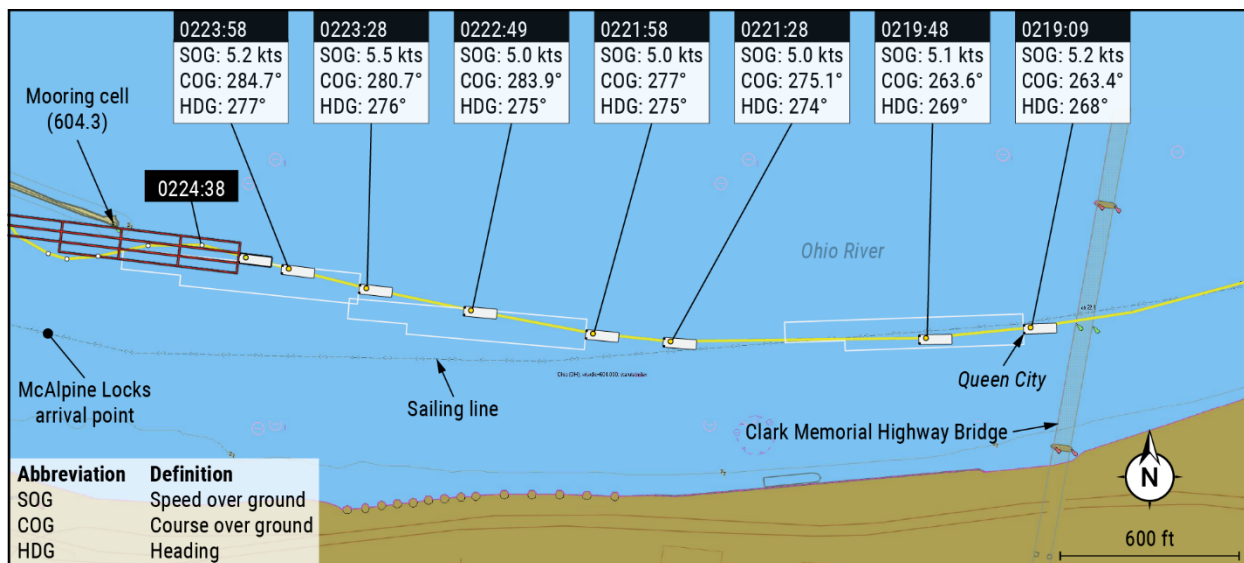 0223:58
SOG: 5.2 kts
COG: 284.7°
HDG: 277°
0223:28
SOG: 5.5 kts
COG: 280.7°
HDG: 276°
0222:49
SOG: 5.0 kts
COG: 283.9°
HDG: 275°
0221:58
SOG: 5.0 kts
COG: 277°
HDG: 275°
0221:28
SOG: 5.0 kts
COG: 275.1°
HDG: 274°
0219:48
SOG: 5.1 kts
COG: 263.6°
HDG: 269°
0219:09
SOG: 5.2 kts
COG: 263.4°
HDG: 268°
Mooring cell
(604.3)
0224:38
Ohio River
McAlpine Locks
arrival point
Sailing line
Queen City
Clark Memorial Highway Bridge
Abbreviation Definition
SOG Speed over ground
COG Course over ground
HDG Heading
N
600 ft